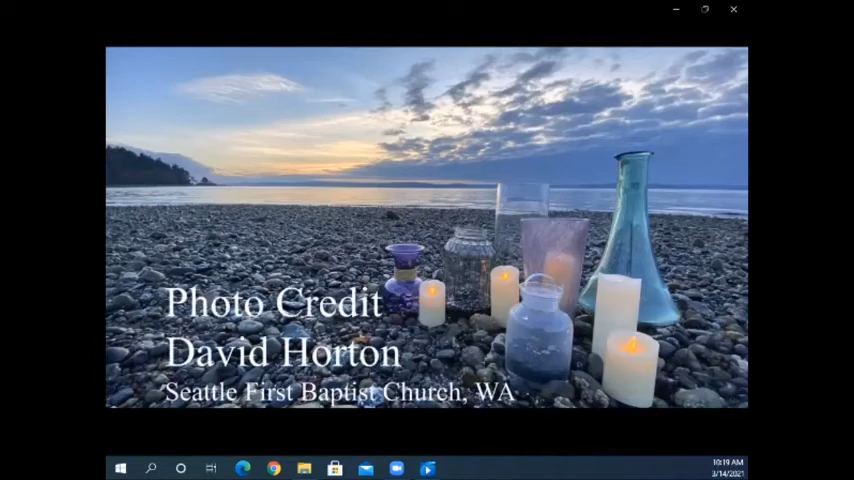 Photo Credit
David Horton
Seattle First Baptist Church, WA
10:19 AM
3/14/2021